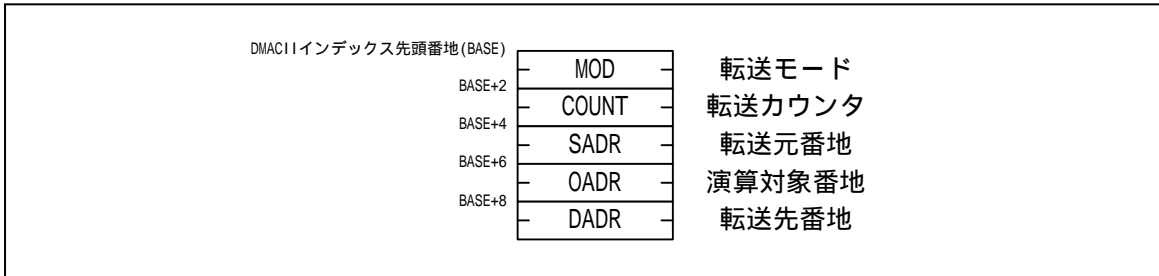 DMACIIインデックス先頭番地(BASE)
MOD 転送モード
BASE+2
COUNT 転送カウンタ
BASE+4
SADR 転送元番地
BASE+6
OADR 演算対象番地
BASE+8
DADR 転送先番地